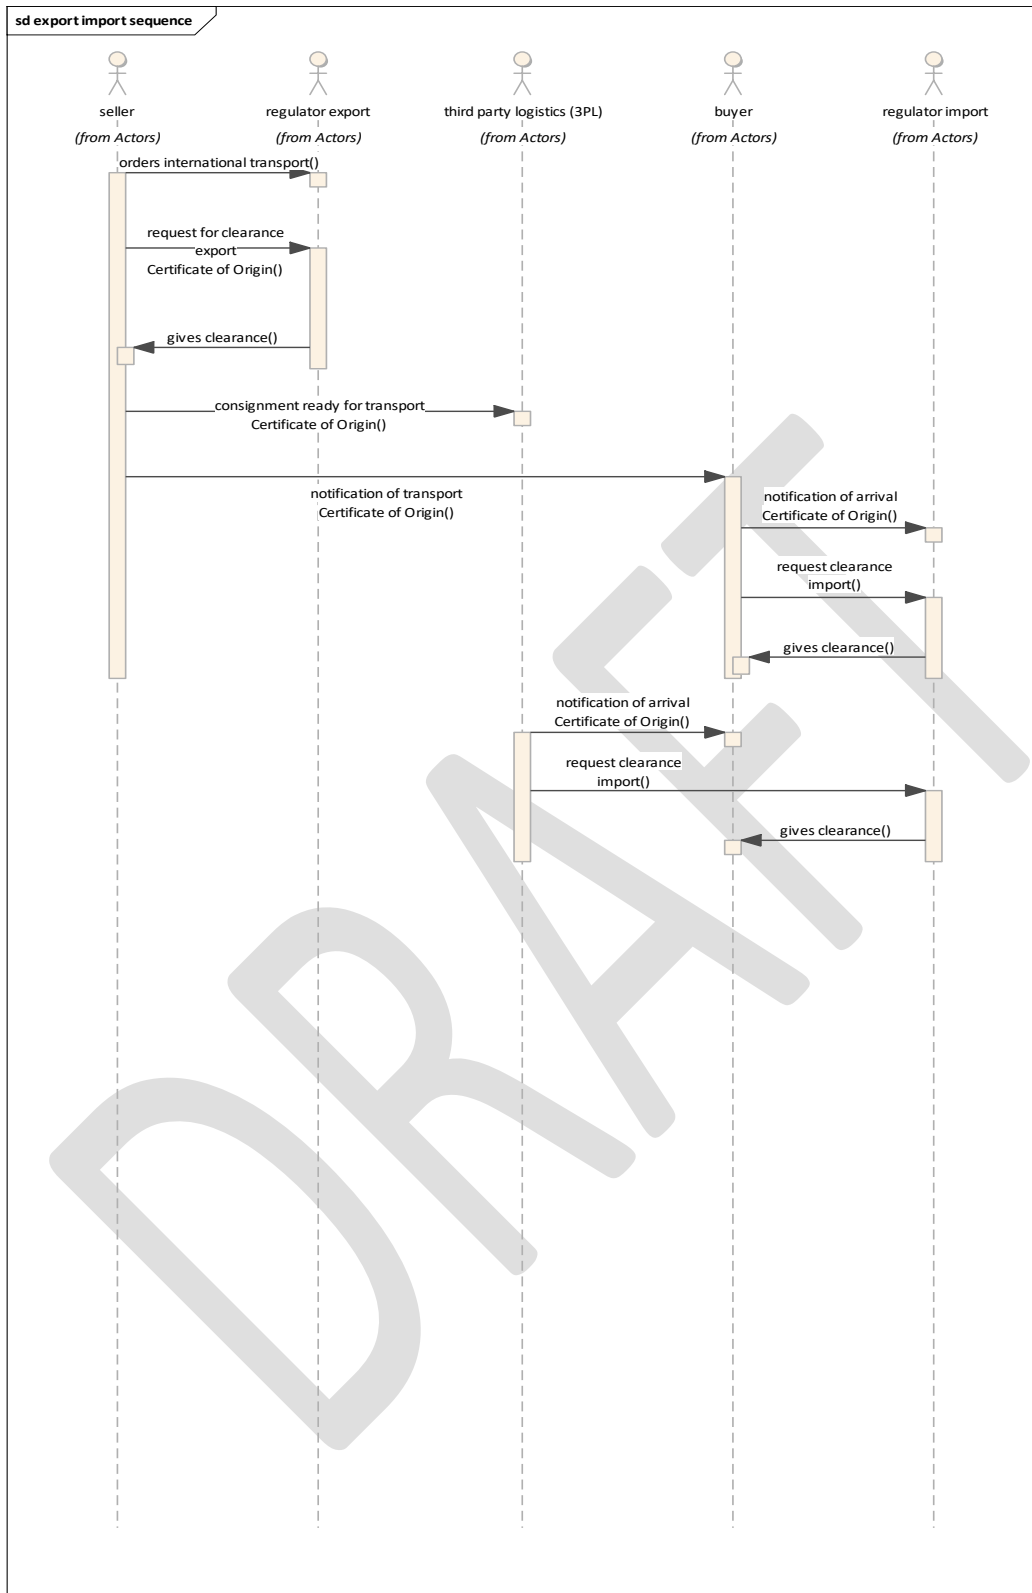 sd export import sequence
seller
regulator export
third party logistics (3PL)
buyer
regulator import
(from Actors)
(from Actors)
(from Actors)
(from Actors)
(from Actors)
orders international transport()
request for clearance
export
Certificate of Origin()
gives clearance()
consignment ready for transport
Certificate of Origin()
notification of transport
Certificate of Origin()
notification of arrival
Certificate of Origin()
request clearance
import()
gives clearance()
notification of arrival
Certificate of Origin()
request clearance
import()
gives clearance()
DRAFT